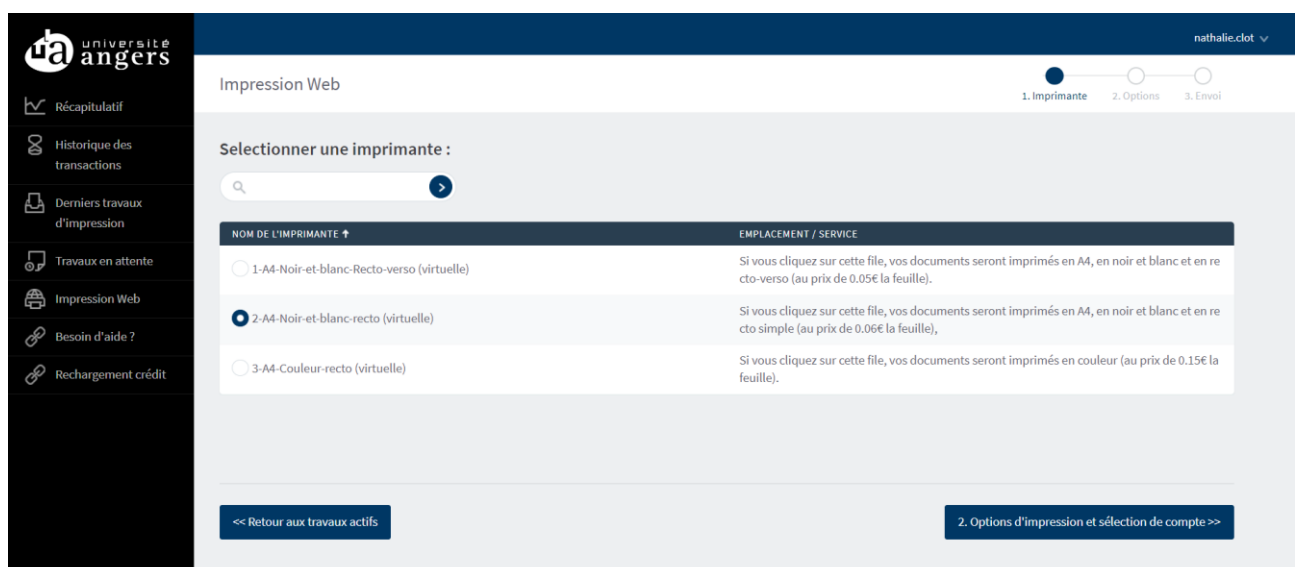 université
angers
nathalie.clot
Récapitulatif
Historique des
transactions
Derniers travaux
d'impression
Travaux en attente
Impression Web
Besoin d'aide ?
Rechargement crédit
Impression Web
1. Imprimante 2. Options 3. Envoi
Selectionner une imprimante :
NOM DE L'IMPRIMANTE ↑ EMPLACEMENT / SERVICE
1-A4-Noir-et-blanc-Recto-verso (virtuelle)
Si vous cliquez sur cette file, vos documents seront imprimés en A4, en noir et blanc et en re
cto-verso (au prix de 0.05€ la feuille).
2-A4-Noir-et-blanc-recto (virtuelle)
Si vous cliquez sur cette file, vos documents seront imprimés en A4, en noir et blanc et en re
cto simple (au prix de 0.06€ la feuille),
3-A4-Couleur-recto (virtuelle)
Si vous cliquez sur cette file, vos documents seront imprimés en couleur (au prix de 0.15€ la
feuille).
<< Retour aux travaux actifs
2. Options d'impression et sélection de compte >>